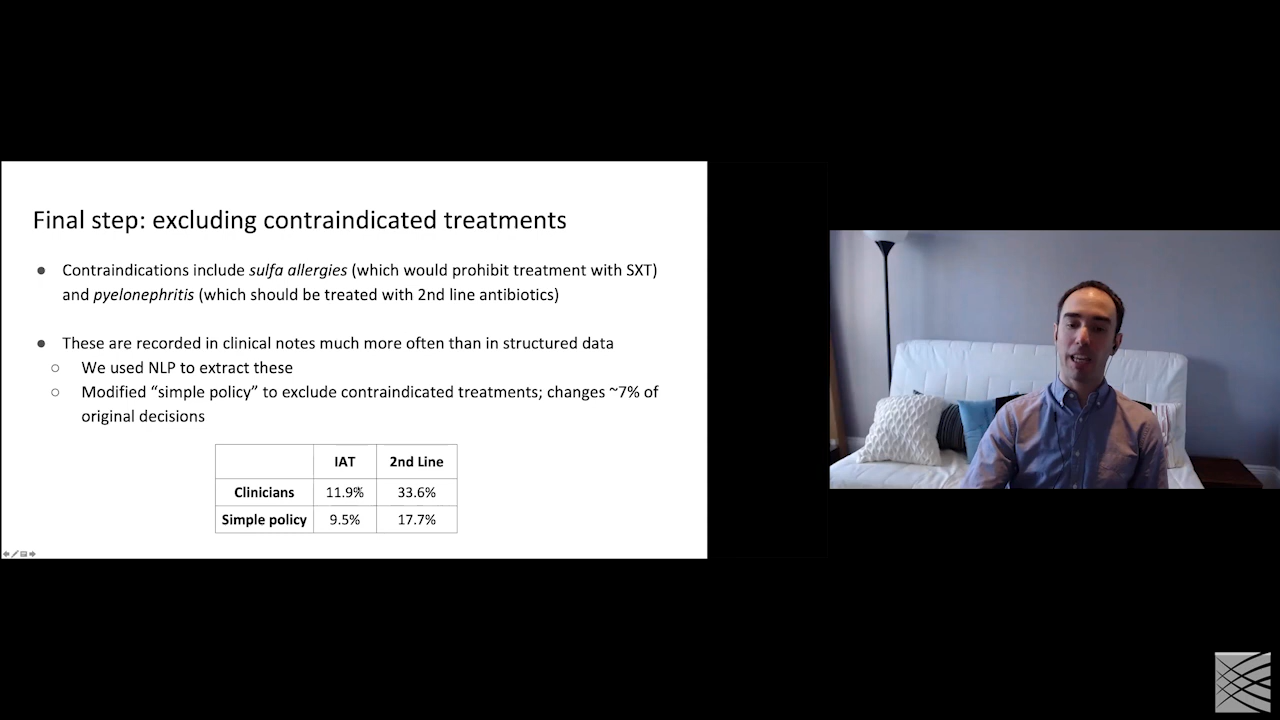 Final step: excluding contraindicated treatments
● Contraindications include sulfa allergies (which would prohibit treatment with SXT)
and pyelonephritis (which should be treated with 2nd line antibiotics)
● These are recorded in clinical notes much more often than in structured data
○ We used NLP to extract these
○ Modified “simple policy” to exclude contraindicated treatments; changes ~7% of
original decisions
IAT 2nd Line
Clinicians 11.9% 33.6%
Simple policy 9.5% 17.7%